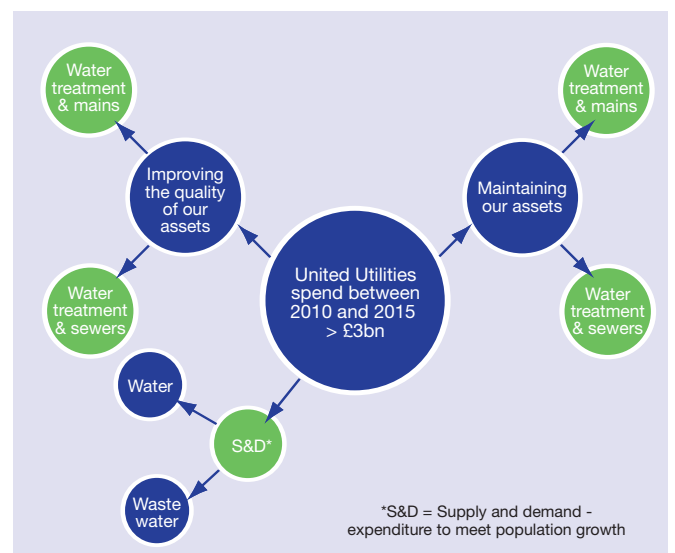 Water
treatment
& mains
Water
treatment
& mains
Improving
the quality
of our
assets
Maintaining
our assets
United Utilities
spend between
2010 and 2015
> £3bn
Water
treatment
& sewers
Water
treatment
& sewers
Water
S&D*
Waste
water
*S&D = Supply and demand -
expenditure to meet population growth